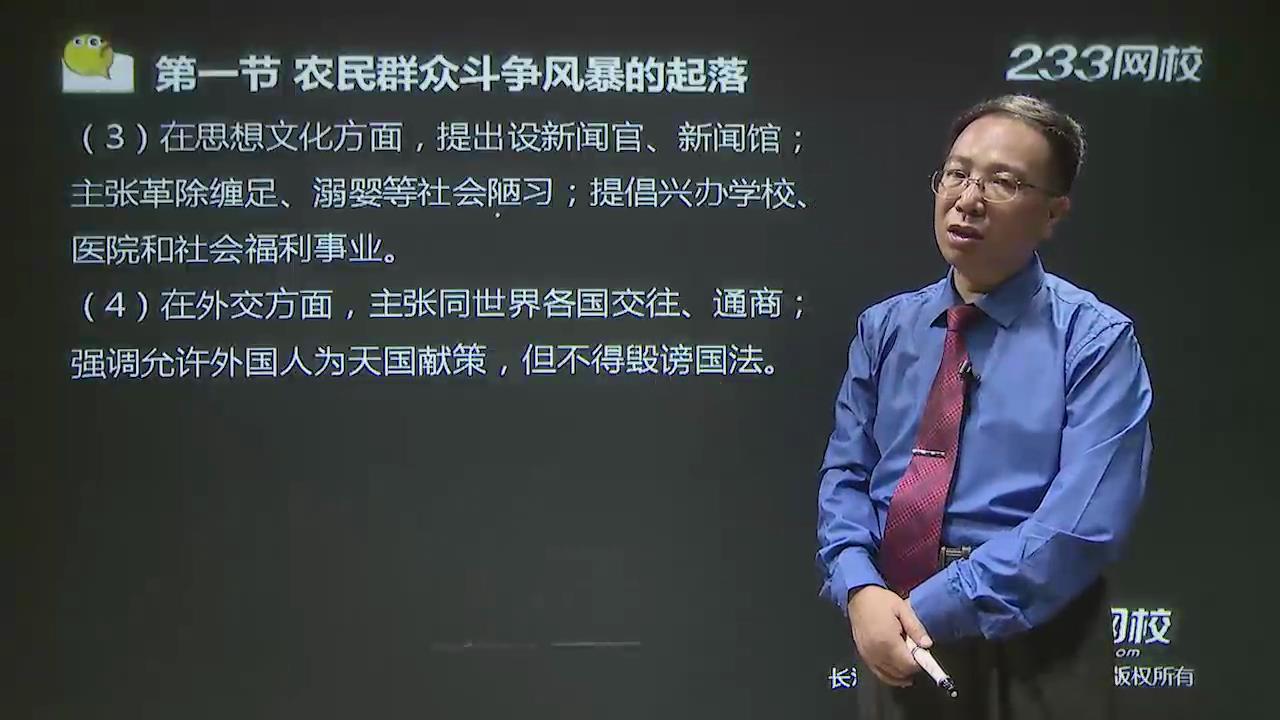 第一节 农民群众斗争风暴的起落
233网校
（3）在思想文化方面，提出设新闻官、新闻馆；
主张革除缠足、溺婴等社会陋习；提倡兴办学校、
医院和社会福利事业。
（4）在外交方面，主张同世界各国交往、通商；
强调允许外国人为天国献策，但不得毁谤国法。
网校
om
长 版权所有